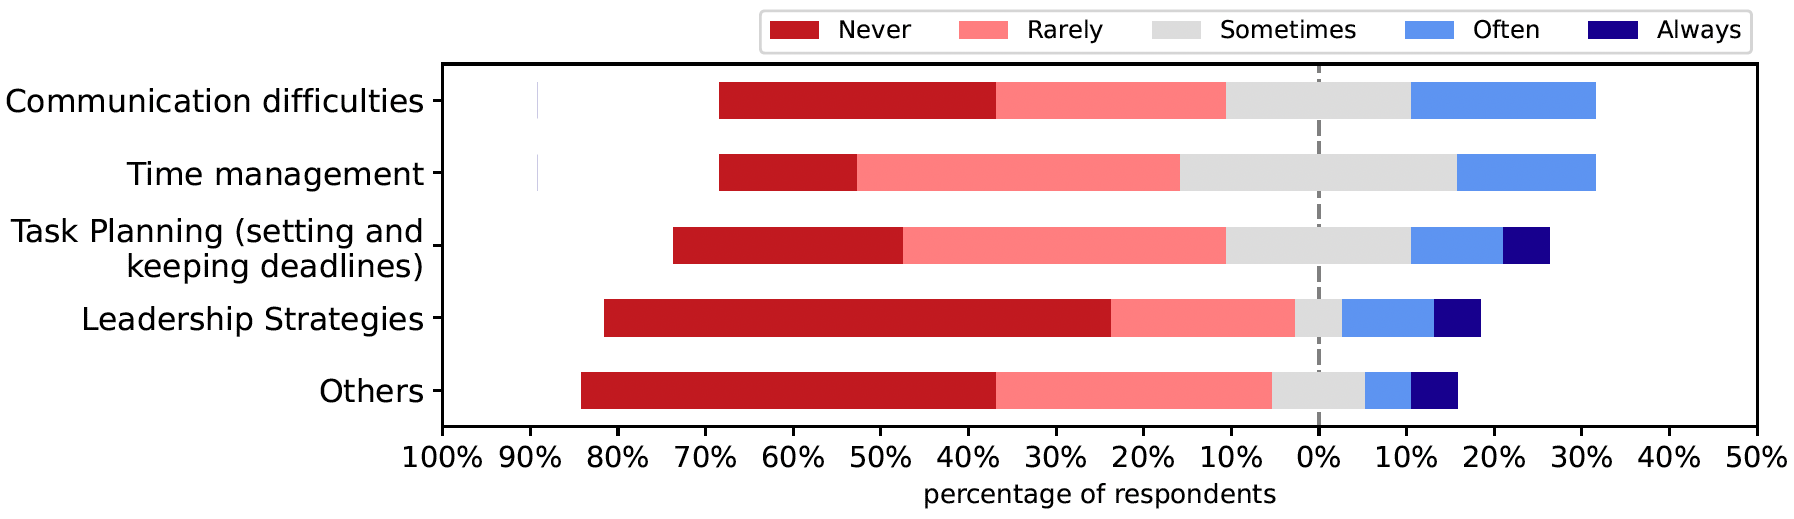 Never Rarely Sometimes Often Always
Communication difficulties
Time management
Task Planning (setting and
keeping deadlines)
Leadership Strategies
Others
100% 90% 80% 70% 60% 50% 40% 30% 20% 10% 0% 10% 20% 30% 40% 50%
percentage of respondents